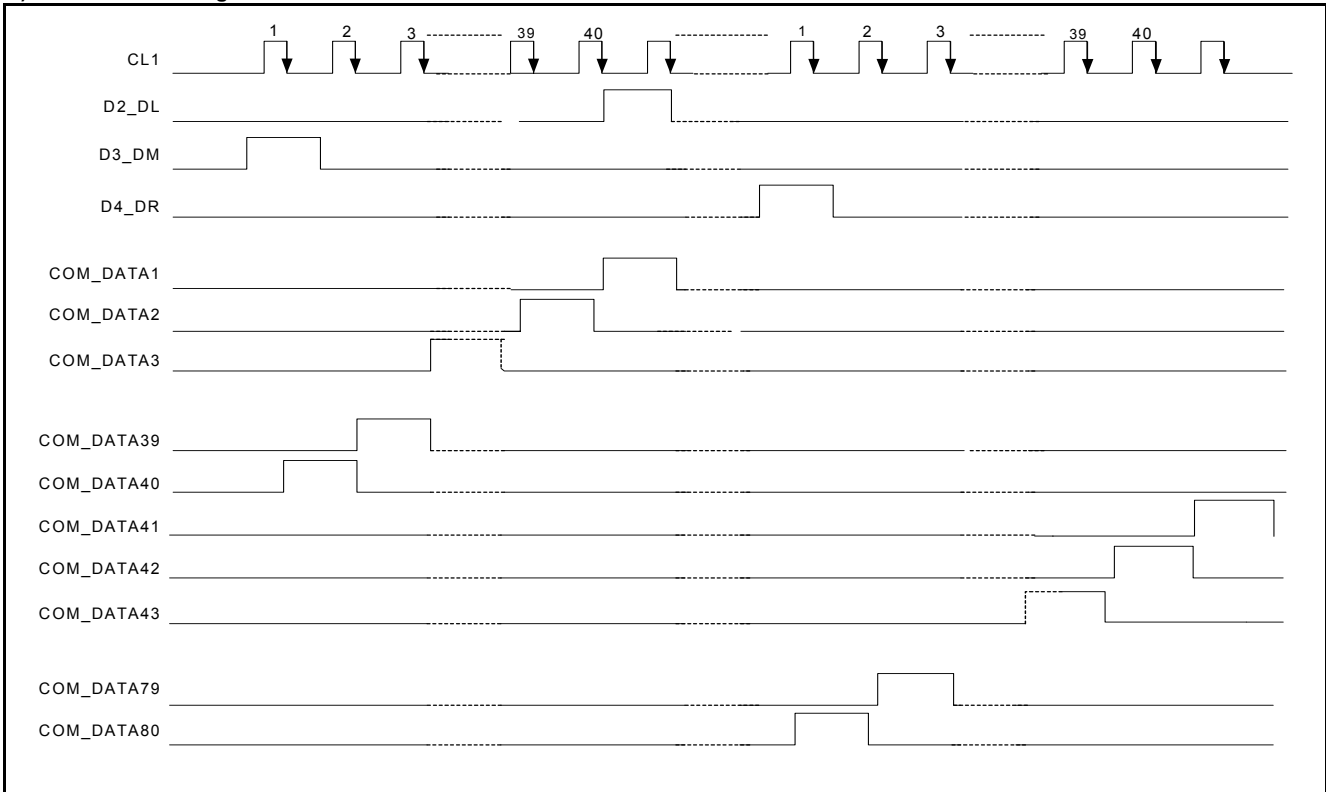 1 2 3 39 40 1 2 3 39 40
CL1
D2_DL
D3_DM
D4_DR
COM_DATA1
COM_DATA2
COM_DATA3
COM_DATA39
COM_DATA40
COM_DATA41
COM_DATA42
COM_DATA43
COM_DATA79
COM_DATA80